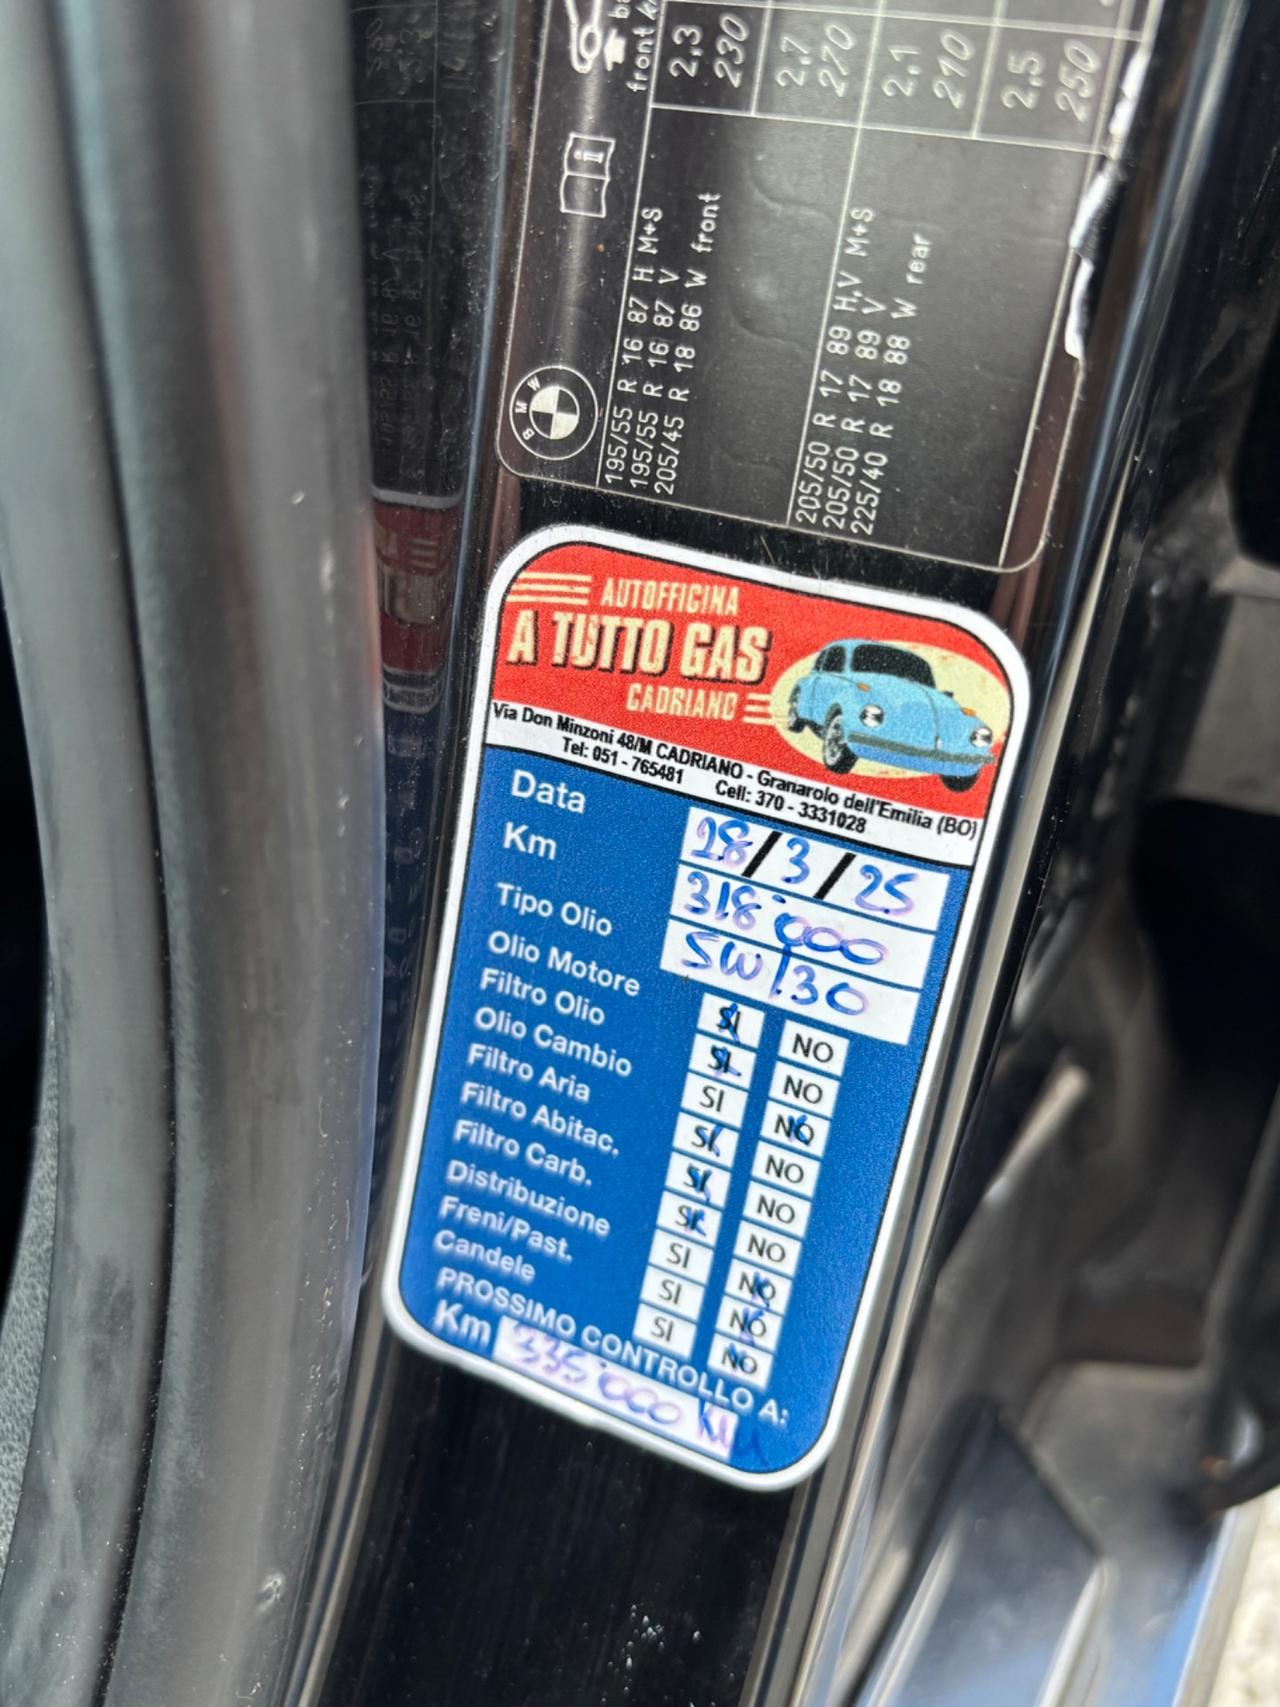 ba
front
2,3
230
2,7
270
2,1
210
2,5
250
BMW
195/55 R 16 87 H M+S
195/55 R 16 87 V
205/45 R 18 86 W front
205/50 R 17 89 H,V M+S
205/50 R 17 89 V
225/40 R 18 88 W rear
AUTOFFICINA
A TUTTO GAS
CADRIANO
Via Don Minzoni 48/M CADRIANO - Granarolo dell'Emilia (BO)
Tel: 051 - 765481 Cell: 370 - 3331028
Data 28/3/25
Km 318'000
Tipo Olio 5W/30
Olio Motore SI NO
Filtro Olio SI NO
Olio Cambio SI NO
Filtro Aria SI NO
Filtro Abitac. SI NO
Filtro Carb. SI NO
Distribuzione SI NO
Freni/Past. SI NO
Candele SI NO
PROSSIMO CONTROLLO A:
Km 335'000 Km